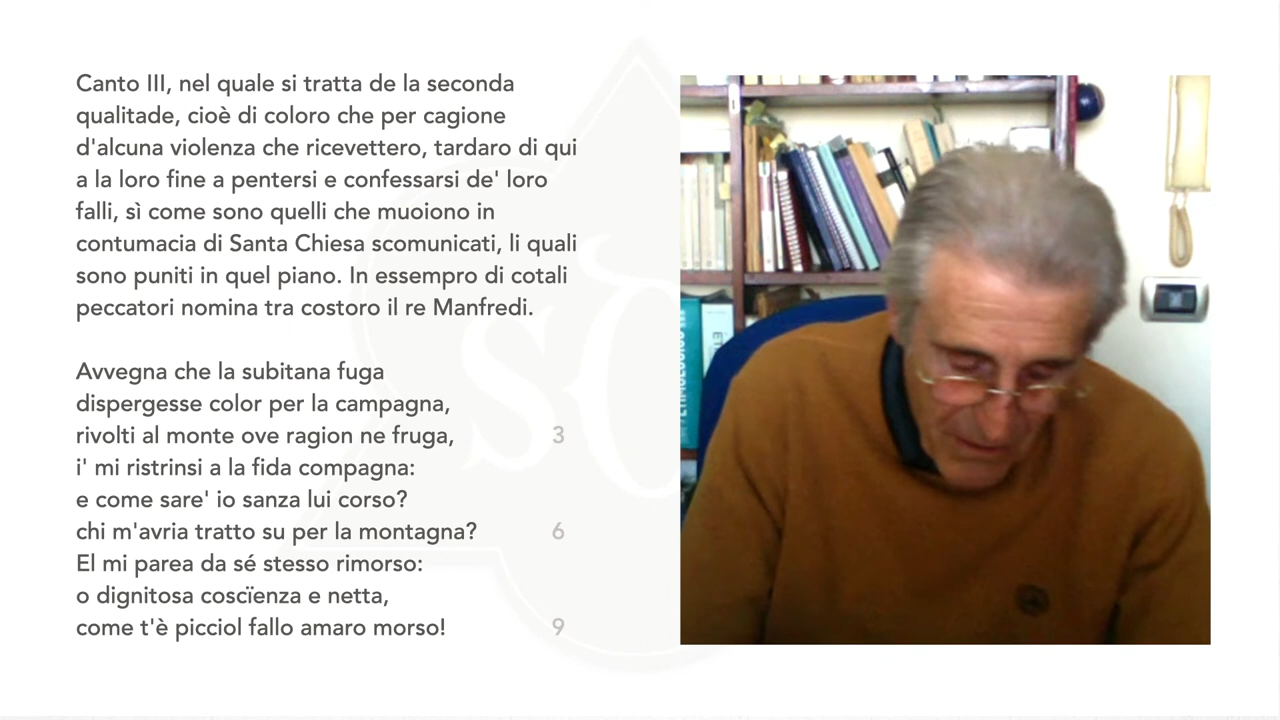 Canto III, nel quale si tratta de la seconda
qualitade, cioè di coloro che per cagione
d'alcuna violenza che ricevettero, tardaro di qui
a la loro fine a pentersi e confessarsi de' loro
falli, sì come sono quelli che muoiono in
contumacia di Santa Chiesa scomunicati, li quali
sono puniti in quel piano. In essempro di cotali
peccatori nomina tra costoro il re Manfredi.
Avvegna che la subitana fuga
dispergesse color per la campagna,
rivolti al monte ove ragion ne fruga, 3
i' mi ristrinsi a la fida compagna:
e come sare' io sanza lui corso?
chi m'avria tratto su per la montagna? 6
El mi parea da sé stesso rimorso:
o dignitosa coscïenza e netta,
come t'è picciol fallo amaro morso! 9